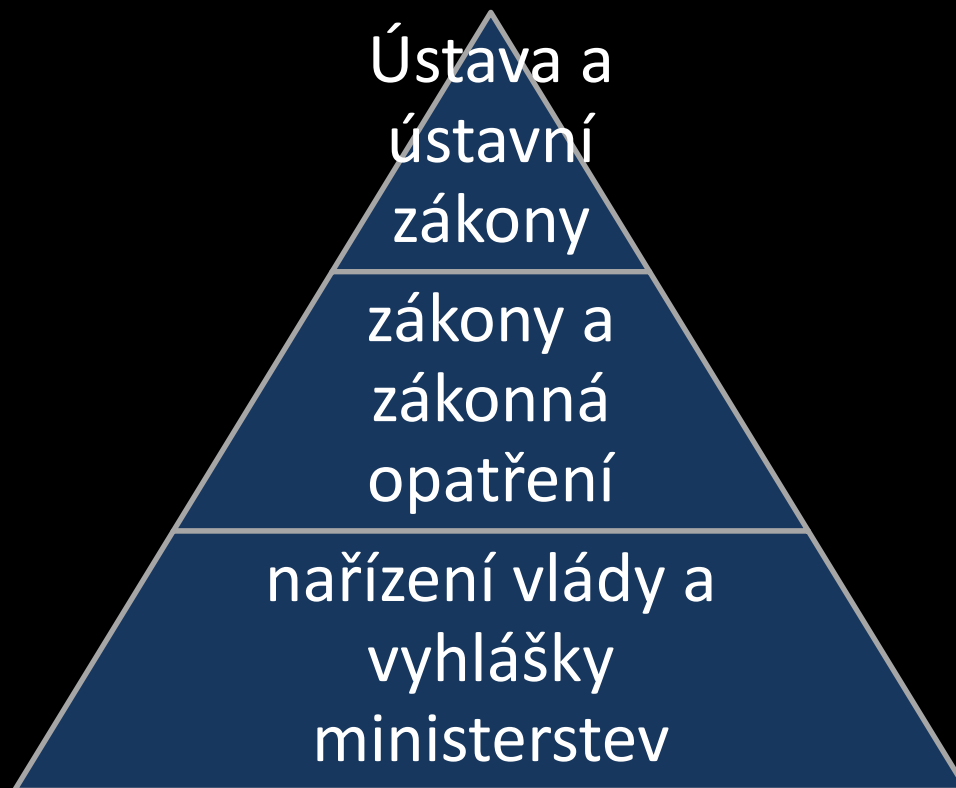 Ústava a
ústavní
zákony
zákony a
zákonná
opatření
nařízení vlády a
vyhlášky
ministerstev